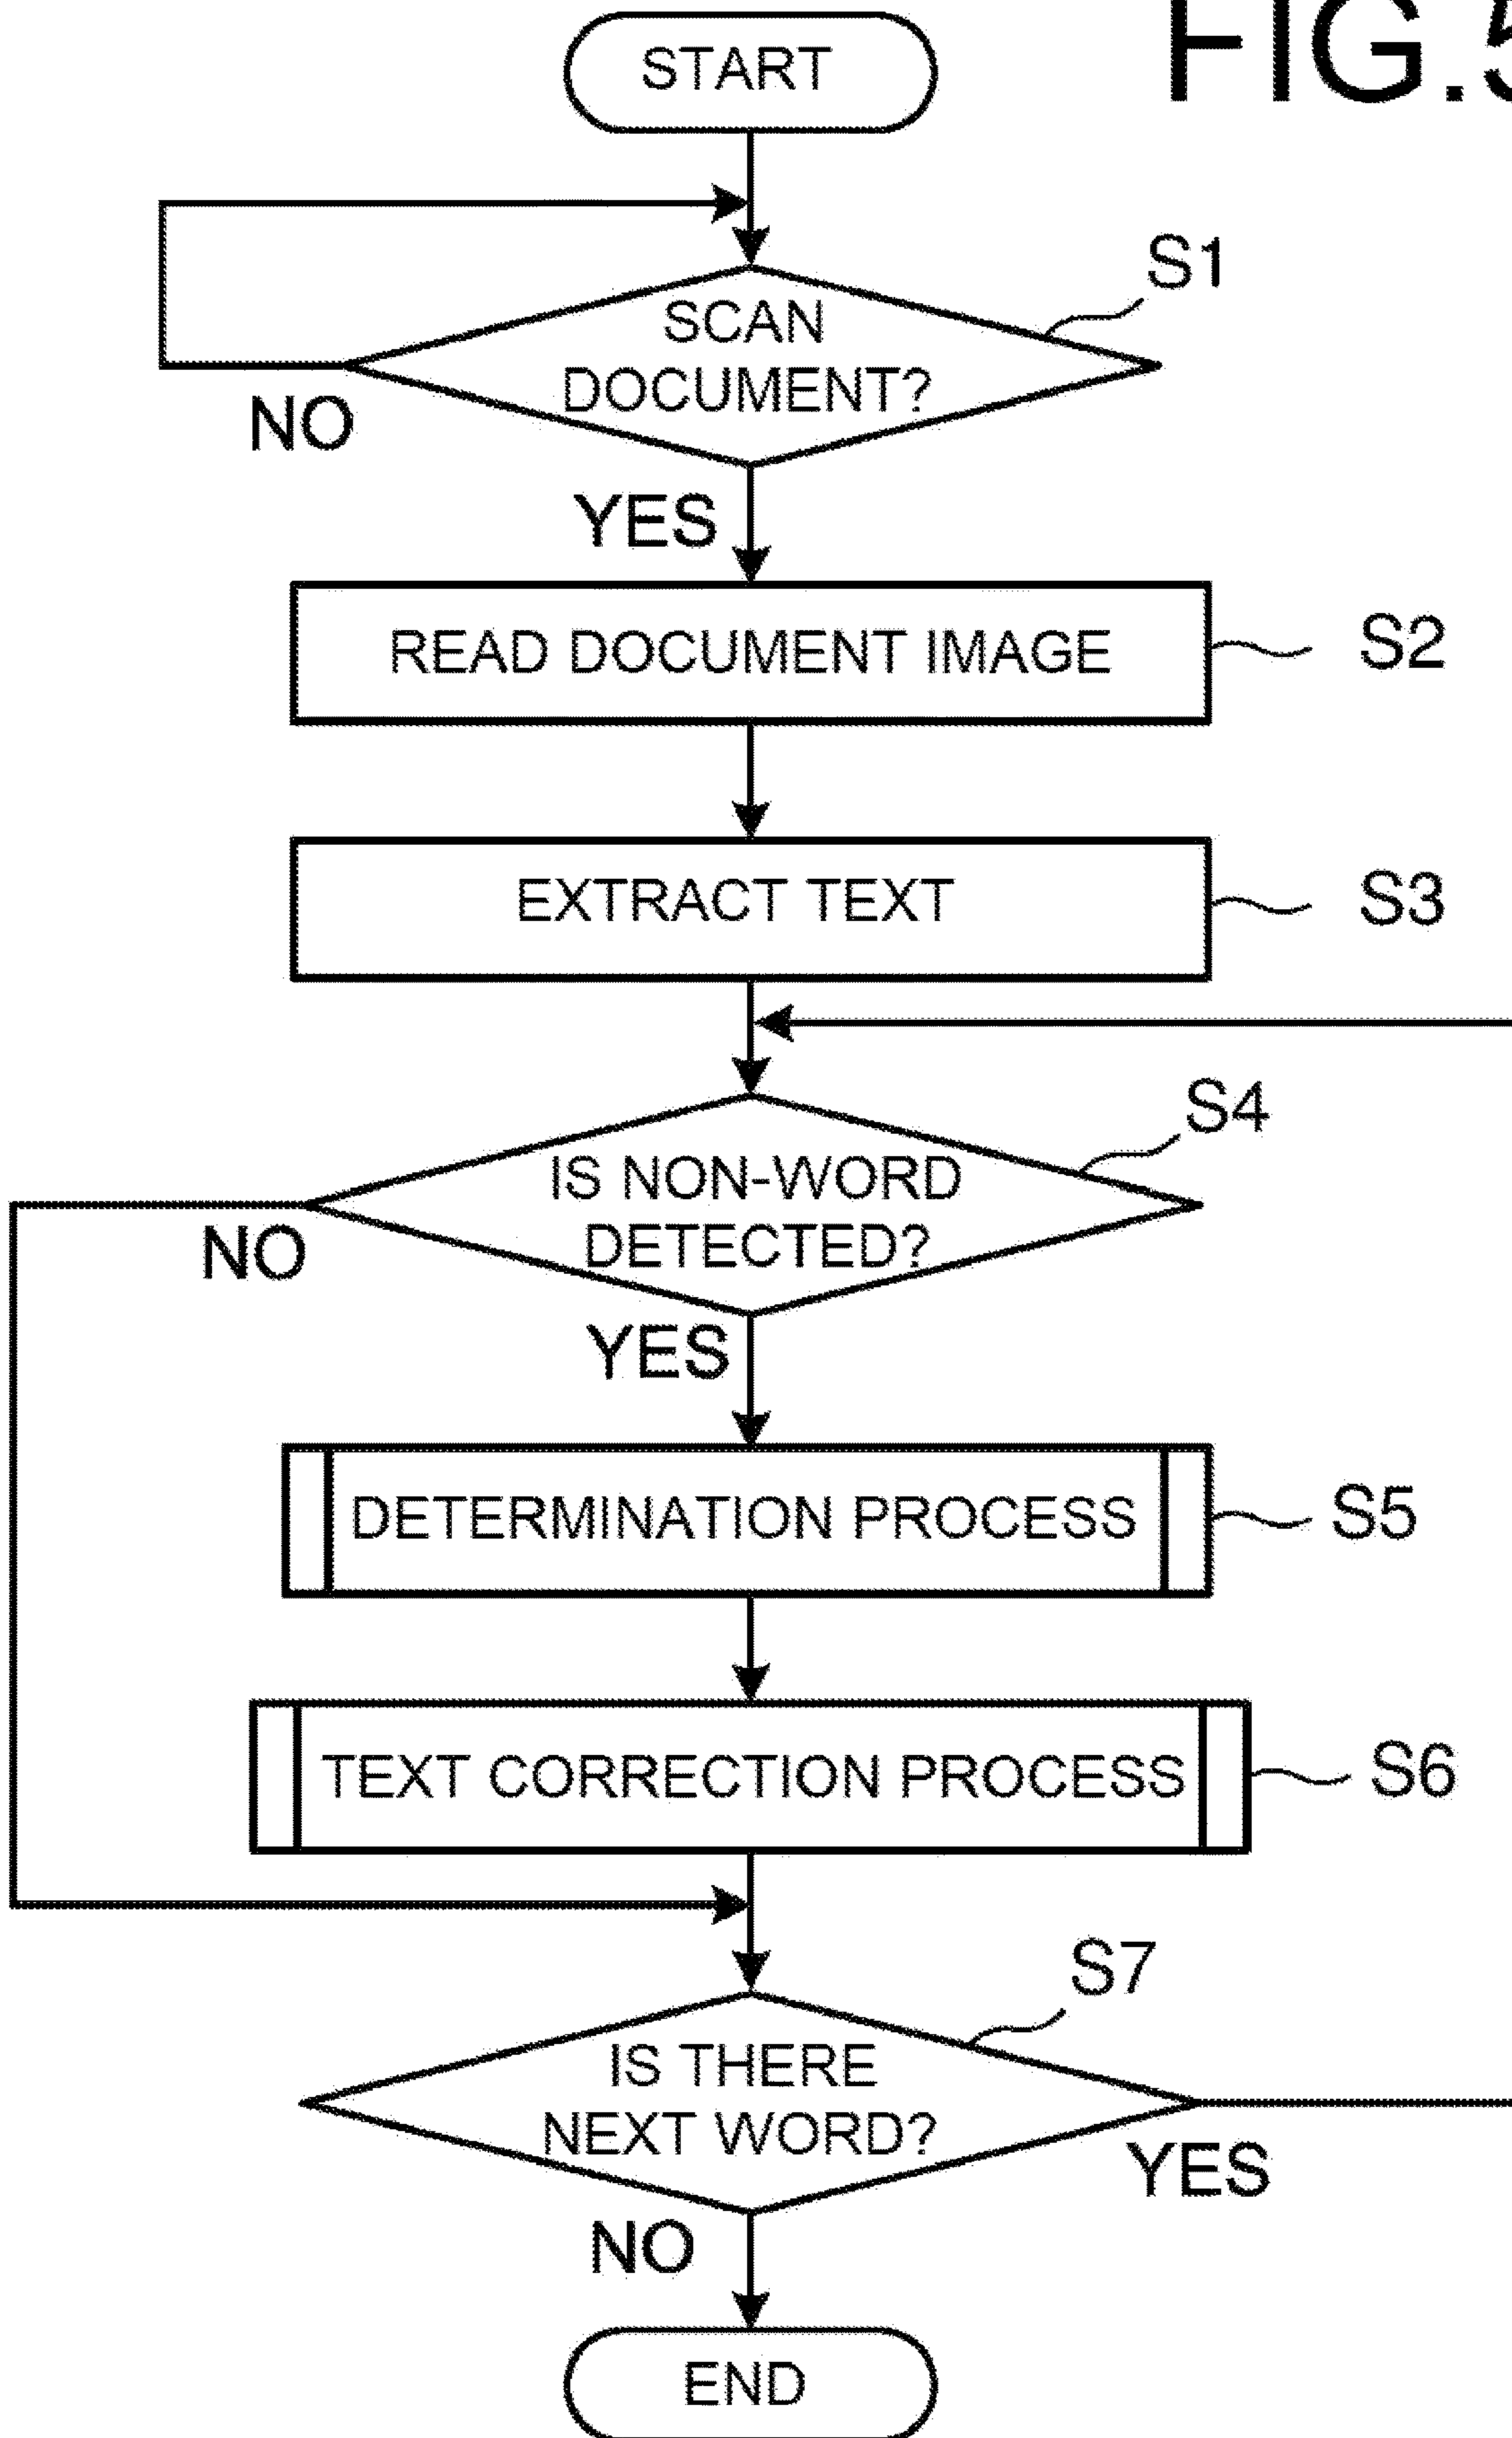 FIG.5
START
S1
SCAN
DOCUMENT?
NO
YES
READ DOCUMENT IMAGE
S2
EXTRACT TEXT
S3
S4
IS NON-WORD
DETECTED?
NO
YES
DETERMINATION PROCESS
S5
TEXT CORRECTION PROCESS
S6
S7
IS THERE
NEXT WORD?
YES
NO
END